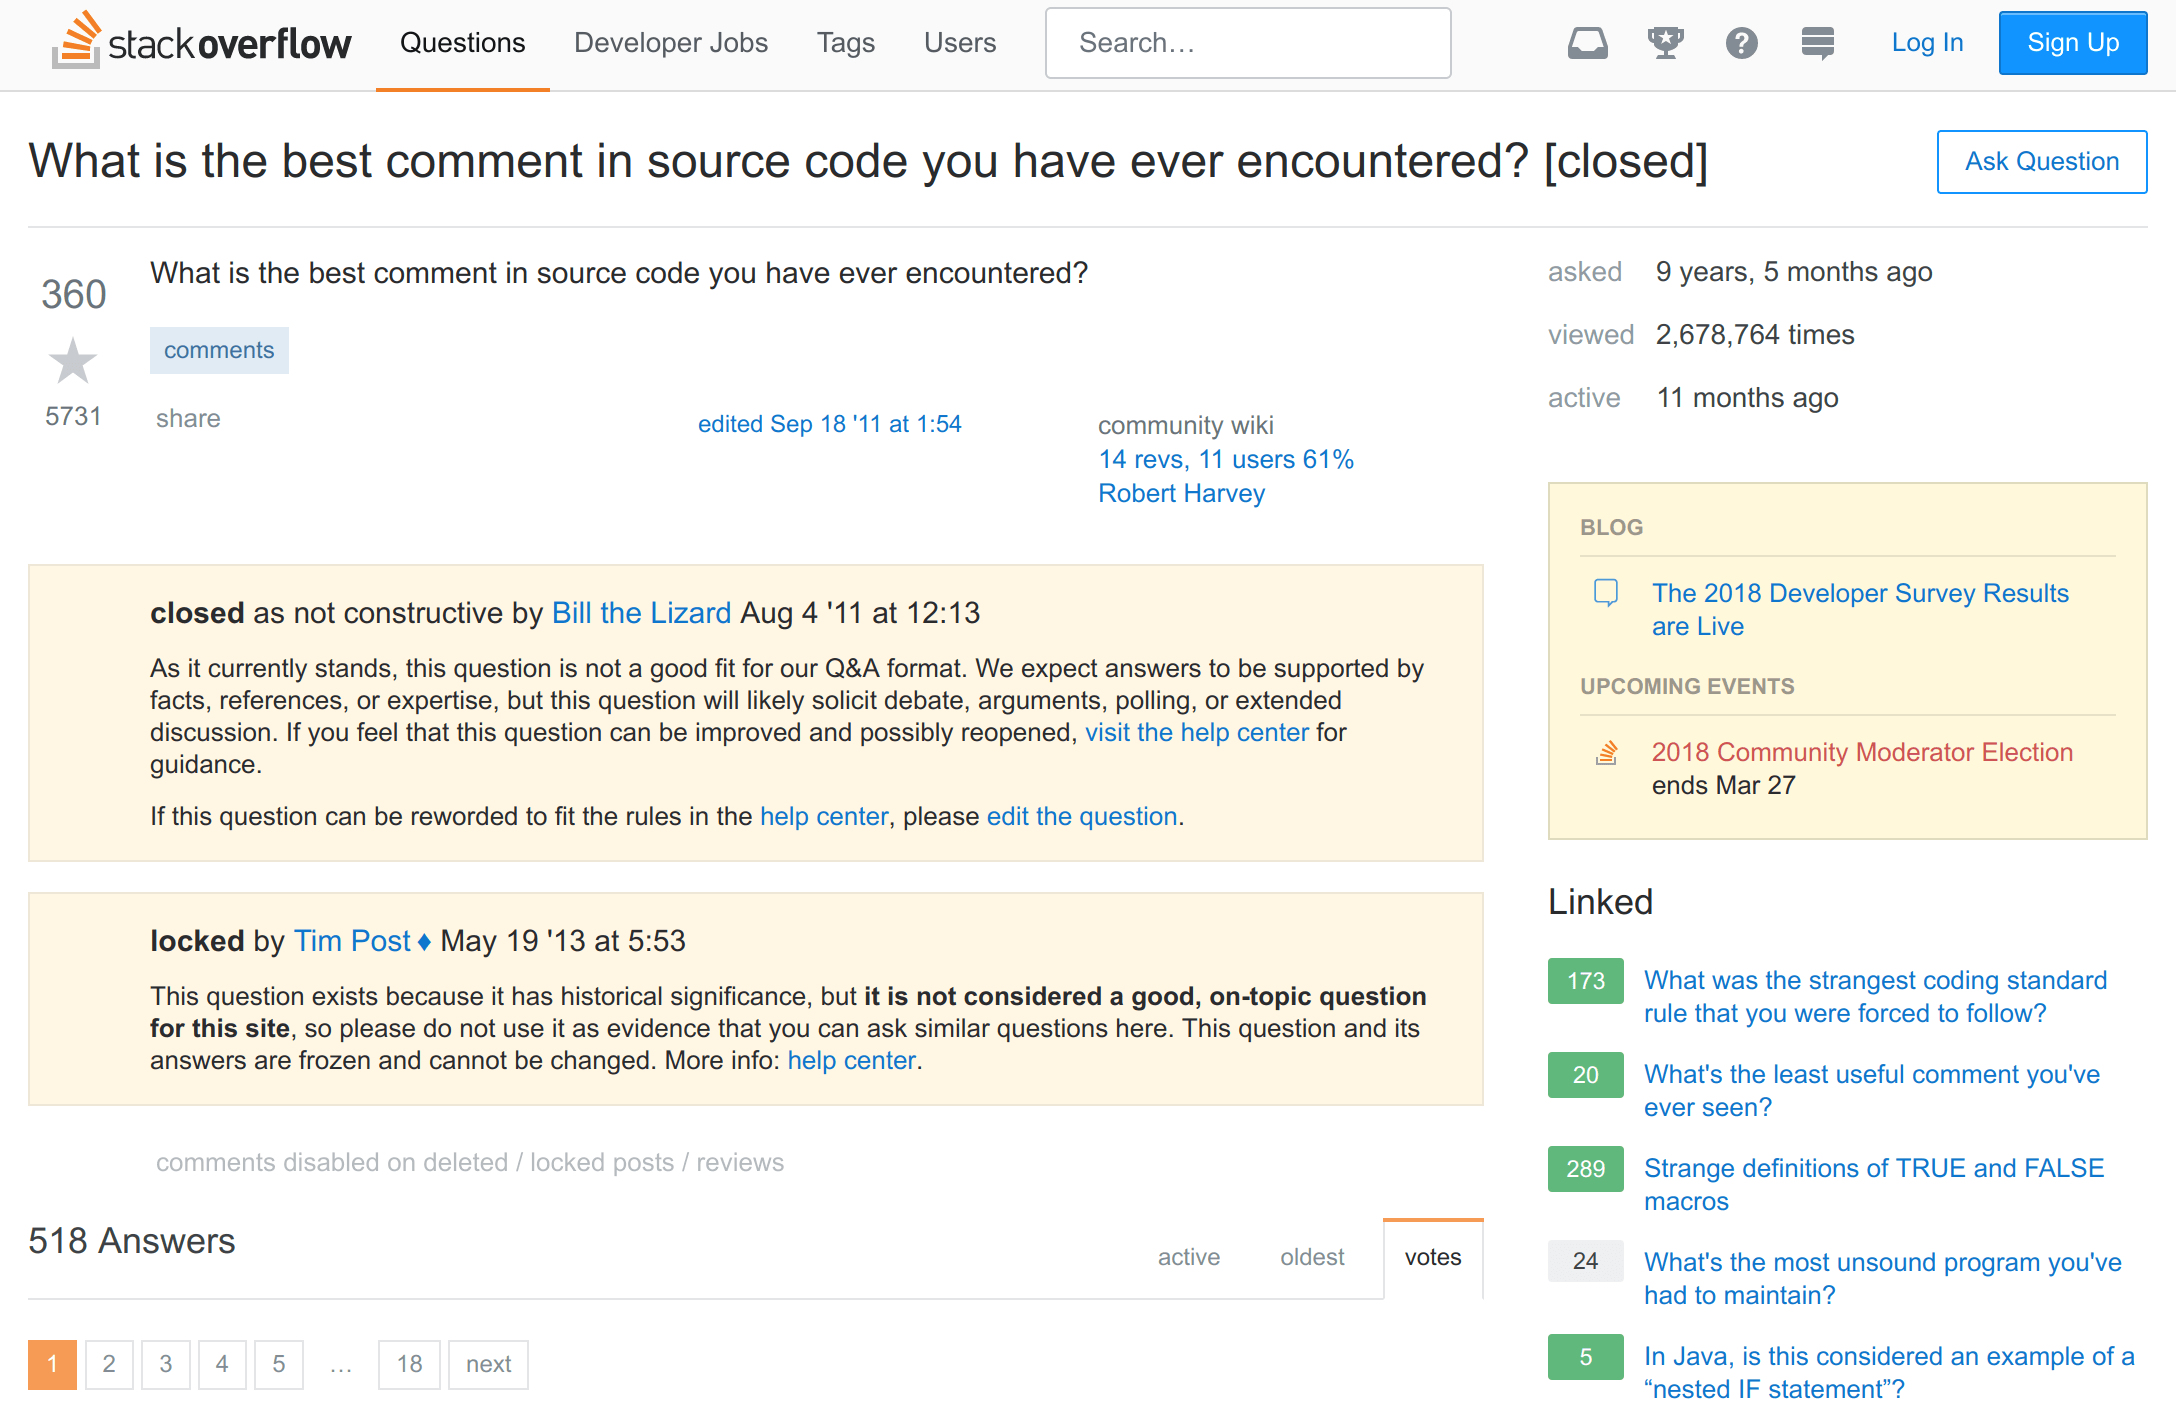 stackoverflow Questions Developer Jobs Tags Users Search… Log In Sign Up
What is the best comment in source code you have ever encountered? [closed]
Ask Question
360
5731
What is the best comment in source code you have ever encountered?
comments
share
edited Sep 18 '11 at 1:54
community wiki
14 revs, 11 users 61%
Robert Harvey
closed as not constructive by Bill the Lizard Aug 4 '11 at 12:13
As it currently stands, this question is not a good fit for our Q&A format. We expect answers to be supported by
facts, references, or expertise, but this question will likely solicit debate, arguments, polling, or extended
discussion. If you feel that this question can be improved and possibly reopened, visit the help center for
guidance.
If this question can be reworded to fit the rules in the help center, please edit the question.
locked by Tim Post ♦ May 19 '13 at 5:53
This question exists because it has historical significance, but it is not considered a good, on-topic question
for this site, so please do not use it as evidence that you can ask similar questions here. This question and its
answers are frozen and cannot be changed. More info: help center.
comments disabled on deleted / locked posts / reviews
518 Answers
active oldest votes
1 2 3 4 5 … 18 next
asked 9 years, 5 months ago
viewed 2,678,764 times
active 11 months ago
BLOG
The 2018 Developer Survey Results
are Live
UPCOMING EVENTS
2018 Community Moderator Election
ends Mar 27
Linked
173 What was the strangest coding standard
rule that you were forced to follow?
20 What's the least useful comment you've
ever seen?
289 Strange definitions of TRUE and FALSE
macros
24 What's the most unsound program you've
had to maintain?
5 In Java, is this considered an example of a
“nested IF statement”?